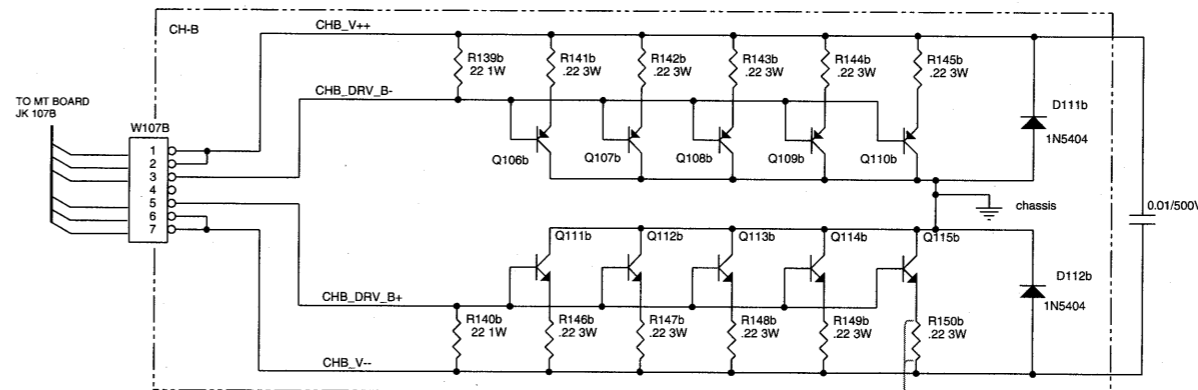 CH-B
CHB_V++
R139b
22 1W
R141b
.22 3W
R142b
.22 3W
R143b
.22 3W
R144b
.22 3W
R145b
.22 3W
CHB_DRV_B-
TO MT BOARD
JK 107B
W107B
1
2
3
4
5
6
7
Q106b
Q107b
Q108b
Q109b
Q110b
D111b
1N5404
chassis
0.01/500V
Q111b
Q112b
Q113b
Q114b
Q115b
CHB_DRV_B+
R140b
22 1W
R146b
.22 3W
R147b
.22 3W
R148b
.22 3W
R149b
.22 3W
R150b
.22 3W
D112b
1N5404
CHB_V--